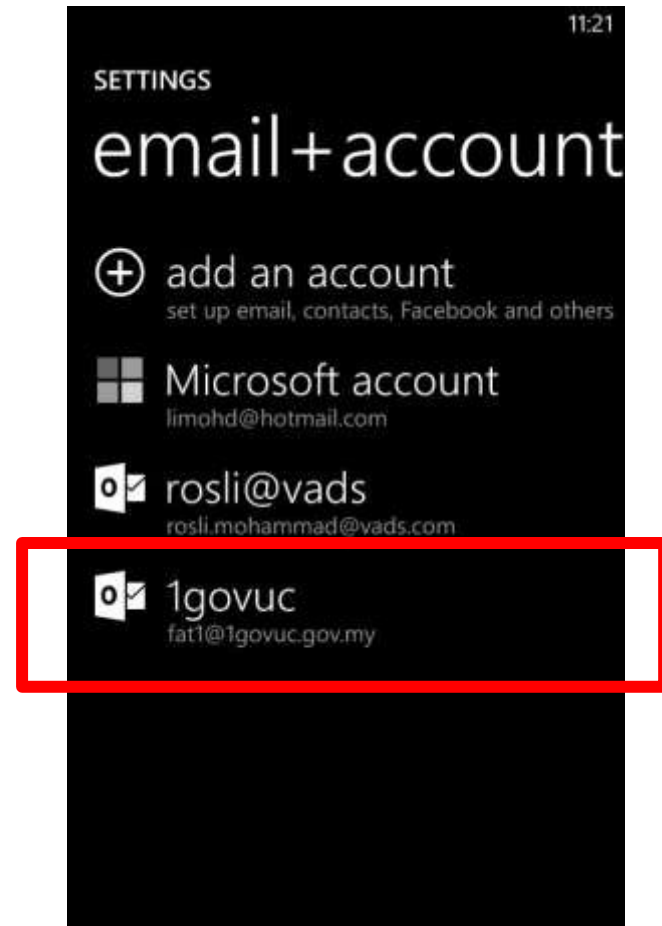 11:21
SETTINGS
email+account
add an account
set up email, contacts, Facebook and others
Microsoft account
limohd@hotmail.com
rosli@vads
rosli.mohammad@vads.com
1govuc
fat1@1govuc.gov.my